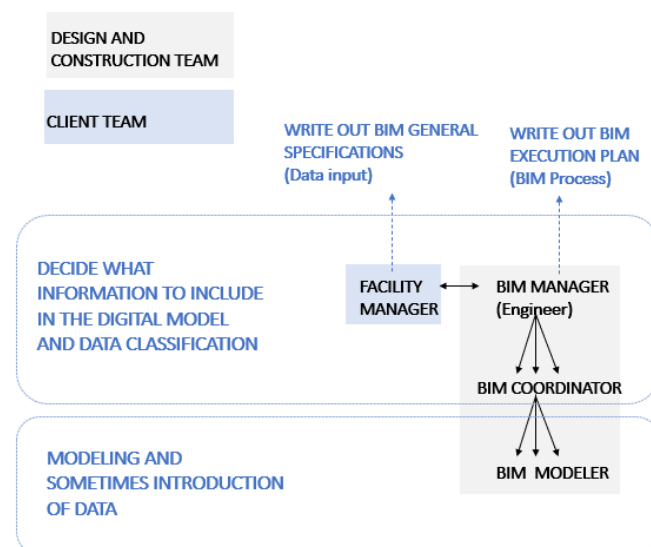 DESIGN AND
CONSTRUCTION TEAM
CLIENT TEAM
WRITE OUT BIM GENERAL
SPECIFICATIONS
(Data input)
WRITE OUT BIM
EXECUTION PLAN
(BIM Process)
DECIDE WHAT
INFORMATION TO INCLUDE
IN THE DIGITAL MODEL
AND DATA CLASSIFICATION
FACILITY
MANAGER
BIM MANAGER
(Engineer)
BIM COORDINATOR
MODELING AND
SOMETIMES INTRODUCTION
OF DATA
BIM MODELER